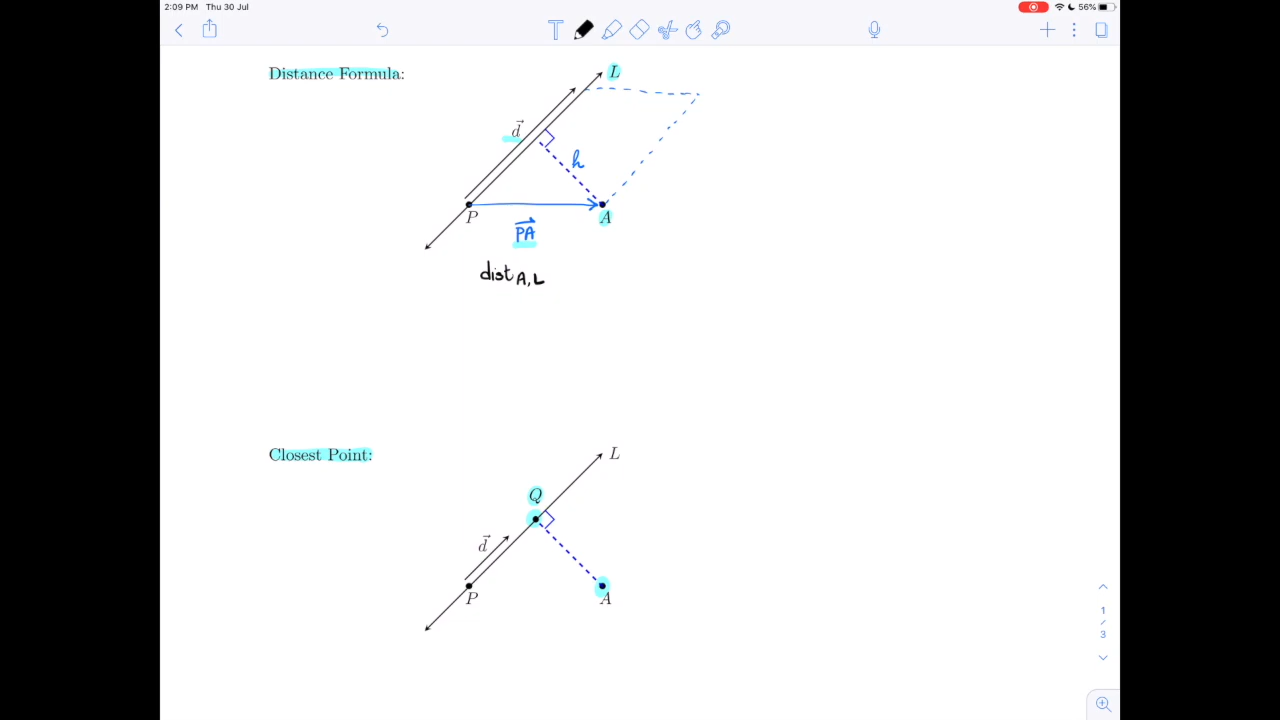 2:09 PM Thu 30 Jul
56%
T
Distance Formula:
L
d⃗
h
P
A
PA⃗
dist A,L
Closest Point:
L
Q
d⃗
P
A
1
/
3